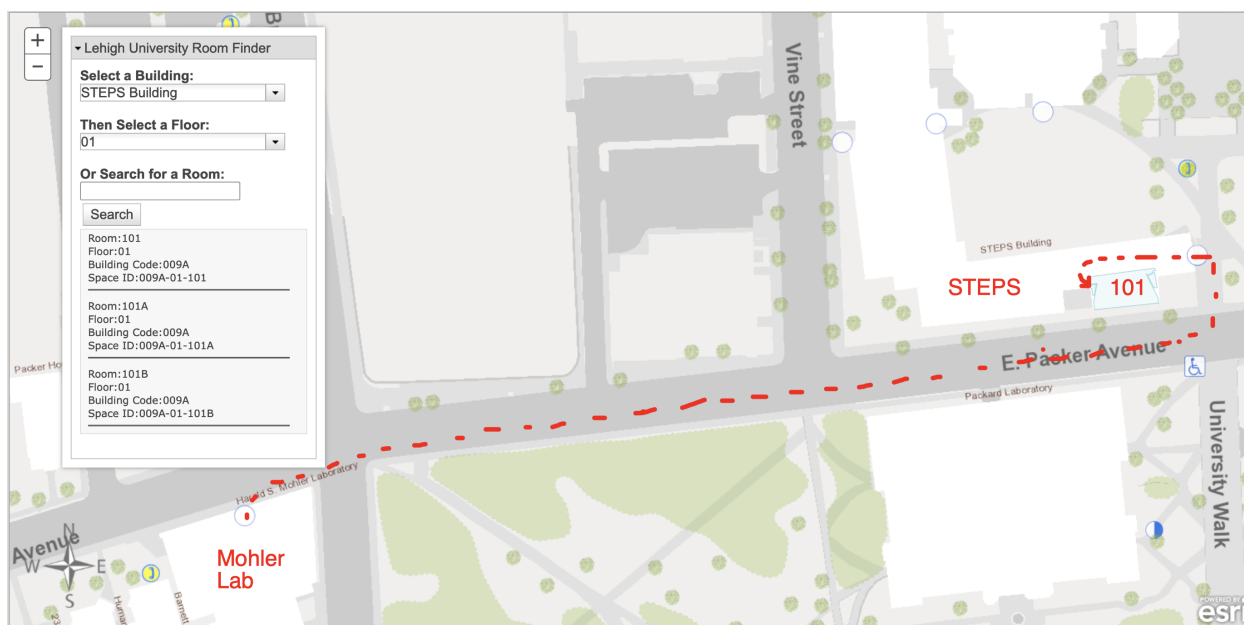 +
−
Lehigh University Room Finder
Select a Building:
STEPS Building
Then Select a Floor:
01
Or Search for a Room:
Search
Room:101
Floor:01
Building Code:009A
Space ID:009A-01-101
Room:101A
Floor:01
Building Code:009A
Space ID:009A-01-101A
Room:101B
Floor:01
Building Code:009A
Space ID:009A-01-101B
Vine Street
STEPS Building
STEPS
101
E. Packer Avenue
Packard Laboratory
University Walk
Packer Ho
Harold S. Mohler Laboratory
Mohler
Lab
Avenue
N
W
E
S
Barnett
POWERED BY
esri